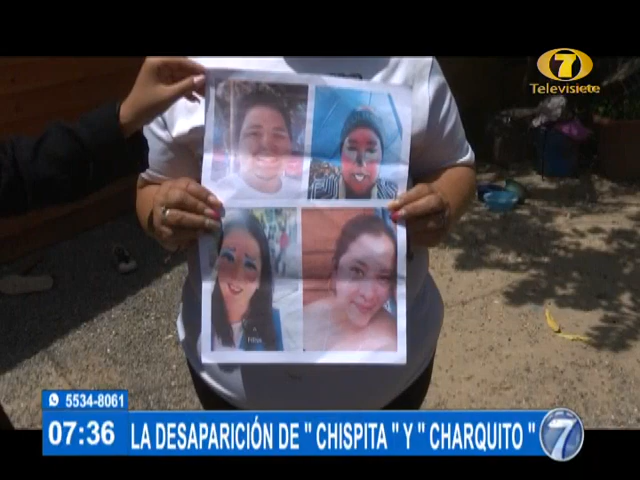 7
Televisiete
5534-8061
07:36
LA DESAPARICIÓN DE " CHISPITA " Y " CHARQUITO "
7